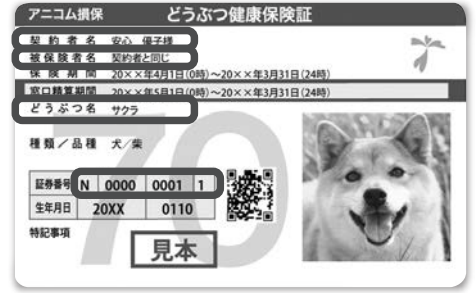 アニコム損保 どうぶつ健康保険証
契約者名 安心 優子様
被保険者名 契約者と同じ
保険期間 20××年4月1日(0時)～20××年3月31日(24時)
窓口精算期間 20××年5月1日(0時)～20××年3月31日(24時)
どうぶつ名 サクラ
70
種類／品種 犬／柴
証券番号 N 0000 0001 1
生年月日 20XX 0110
特記事項
見本